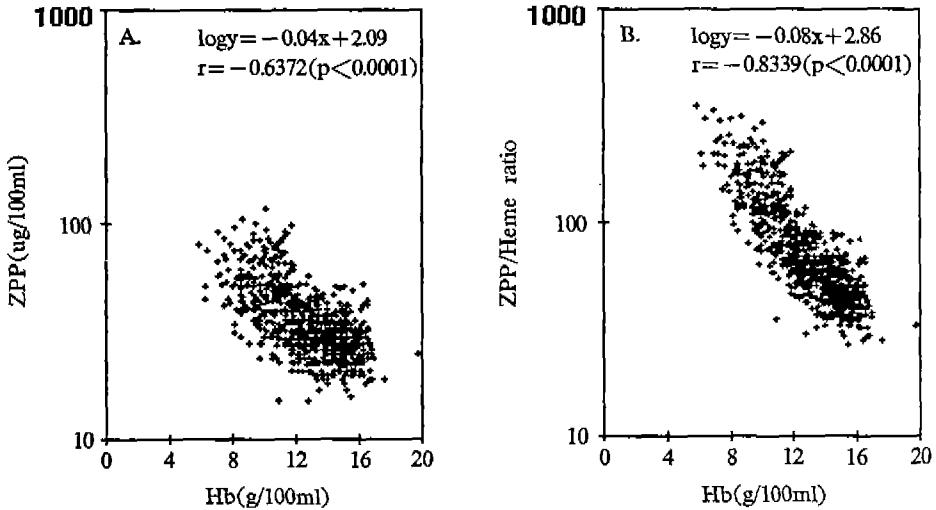 1000
A.
logy=−0.04x+2.09
r=−0.6372(p<0.0001)
ZPP(ug/100ml)
100
10
0 4 8 12 16 20
Hb(g/100ml)
1000
B.
logy=−0.08x+2.86
r=−0.8339(p<0.0001)
ZPP/Heme ratio
100
10
0 4 8 12 16 20
Hb(g/100ml)